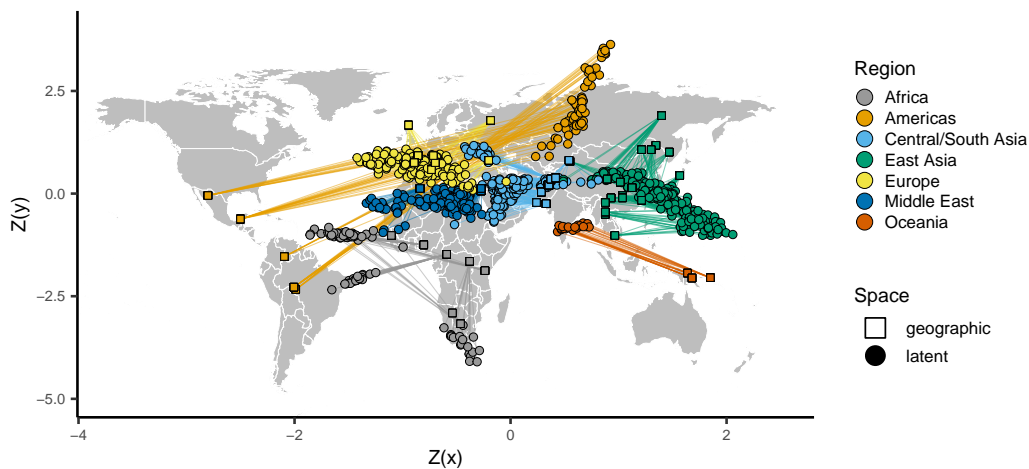 2.5
0.0
−2.5
−5.0
Z(y)
−4
−2
0
2
Z(x)
Region
Africa
Americas
Central/South Asia
East Asia
Europe
Middle East
Oceania
Space
geographic
latent